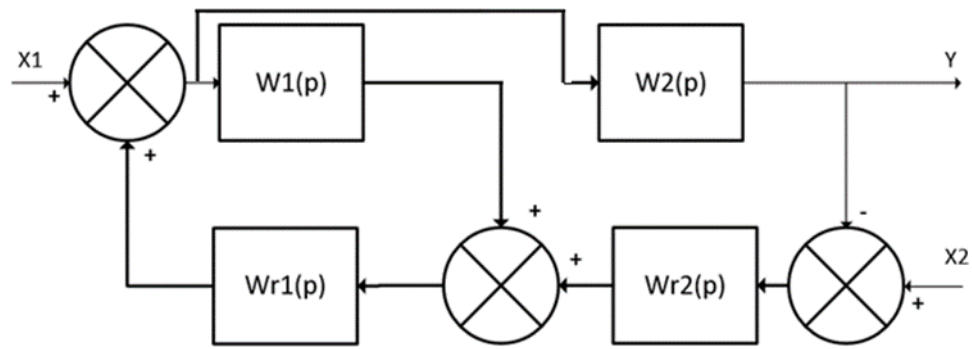 X1
+
W1(p)
W2(p)
Y
+
+
-
Wr1(p)
+
Wr2(p)
X2
+